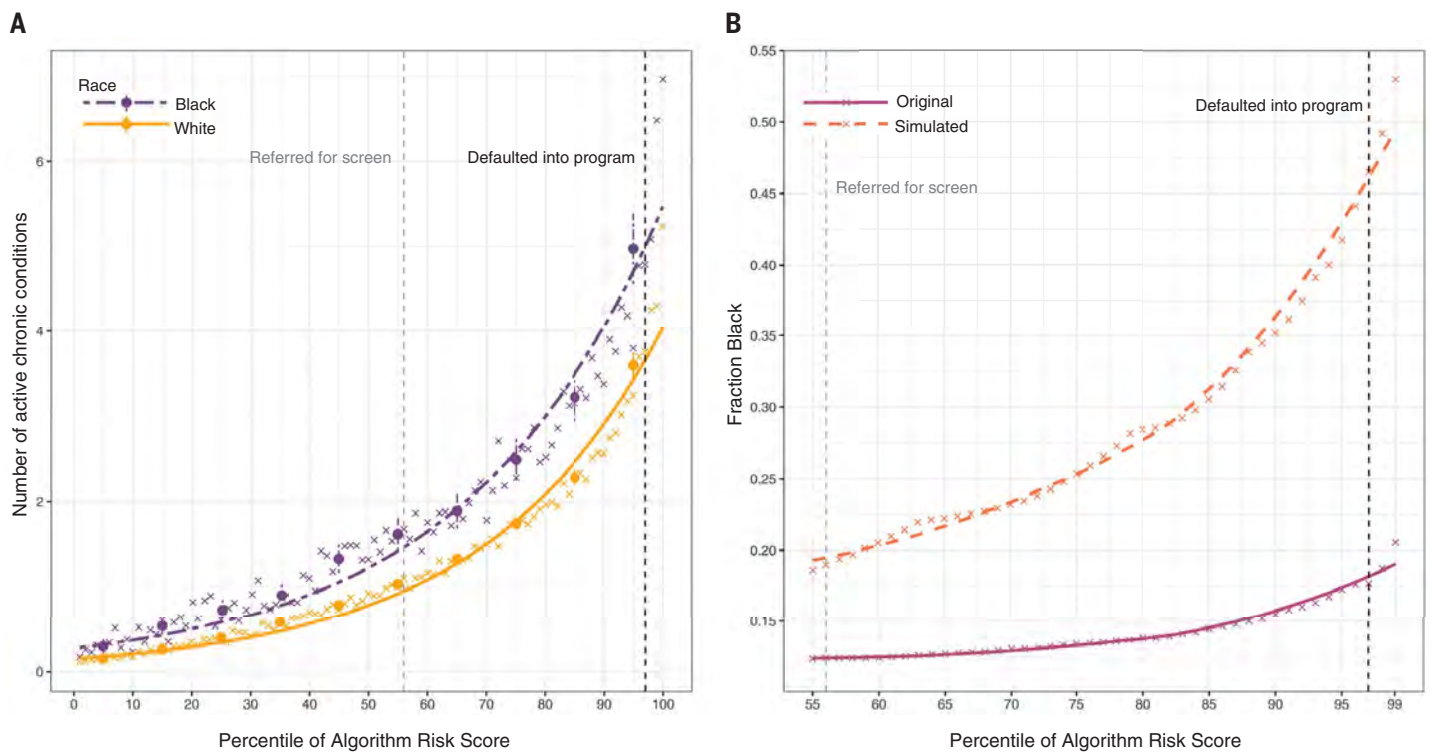 A
Race
Black
White
Referred for screen
Defaulted into program
Number of active chronic conditions
6
4
2
0
0 10 20 30 40 50 60 70 80 90 100
Percentile of Algorithm Risk Score
B
Original
Simulated
Defaulted into program
Referred for screen
Fraction Black
0.55
0.50
0.45
0.40
0.35
0.30
0.25
0.20
0.15
55 60 65 70 75 80 85 90 95 99
Percentile of Algorithm Risk Score